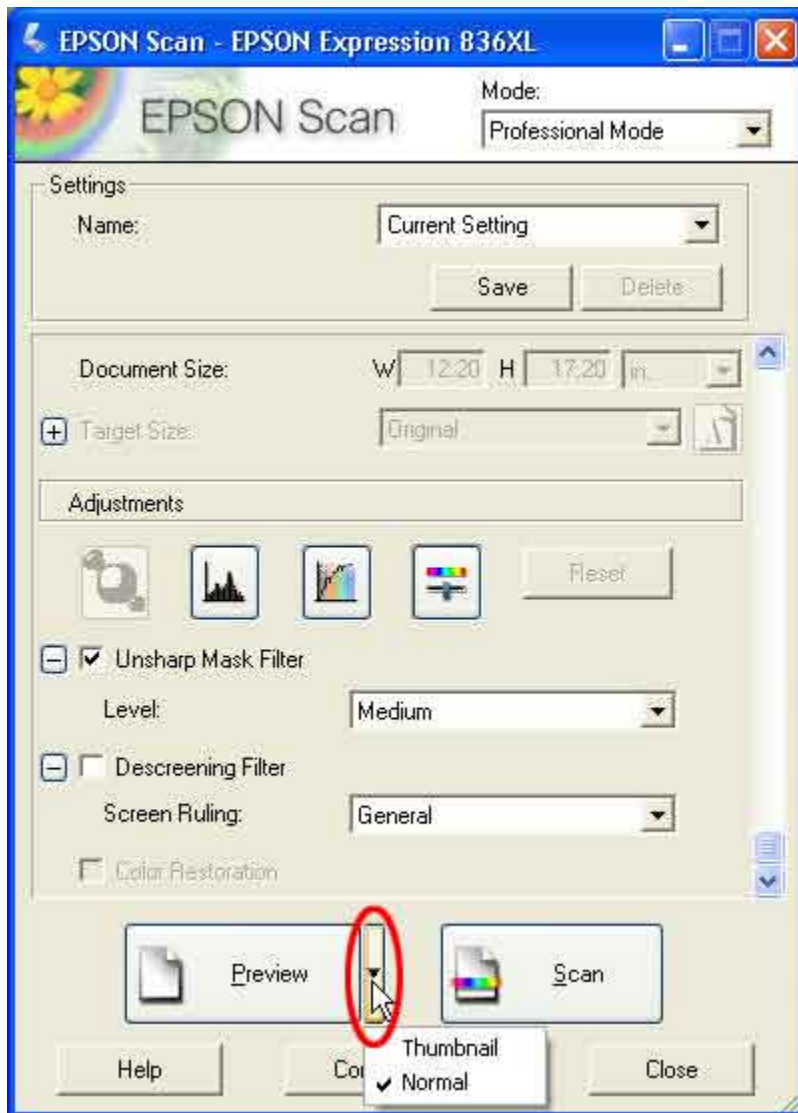 EPSON Scan - EPSON Expression 836XL
EPSON Scan
Mode:
Professional Mode
Settings
Name:
Current Setting
Save
Delete
Document Size:
W 12.20 H 17.20 in.
Target Size:
Original
Adjustments
Reset
Unsharp Mask Filter
Level:
Medium
Descreening Filter
Screen Ruling:
General
Color Restoration
Preview
Scan
Thumbnail
Normal
Help
Close